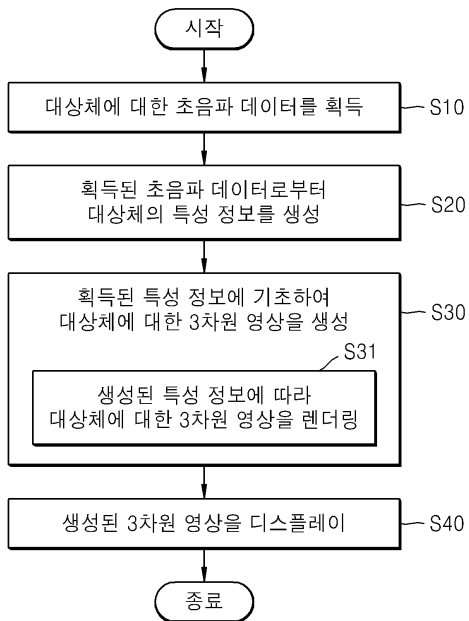 시작
대상체에 대한 초음파 데이터를 획득
S10
획득된 초음파 데이터로부터
대상체의 특성 정보를 생성
S20
획득된 특성 정보에 기초하여
대상체에 대한 3차원 영상을 생성
S30
S31
생성된 특성 정보에 따라
대상체에 대한 3차원 영상을 렌더링
생성된 3차원 영상을 디스플레이
S40
종료